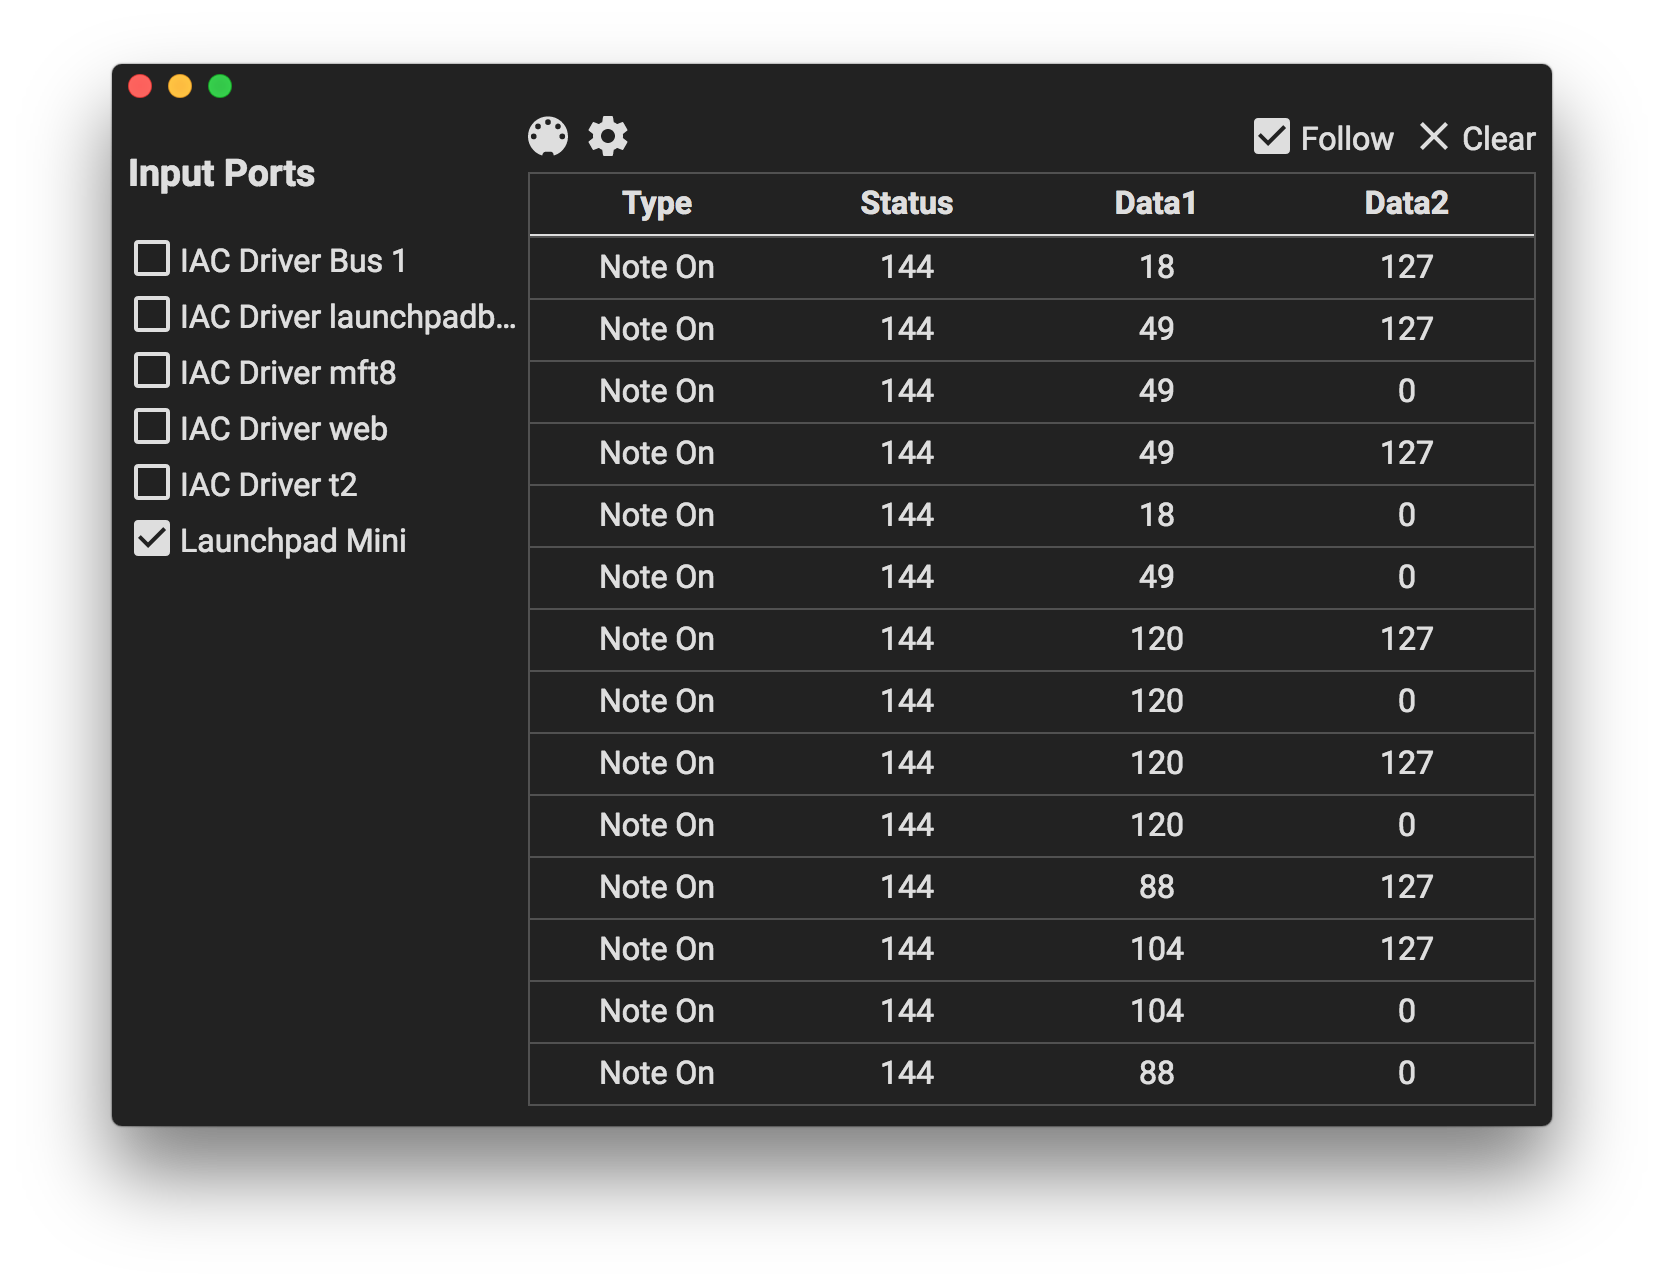 Input Ports
IAC Driver Bus 1
IAC Driver launchpadb...
IAC Driver mft8
IAC Driver web
IAC Driver t2
Launchpad Mini
Follow Clear
Type Status Data1 Data2
Note On 144 18 127
Note On 144 49 127
Note On 144 49 0
Note On 144 49 127
Note On 144 18 0
Note On 144 49 0
Note On 144 120 127
Note On 144 120 0
Note On 144 120 127
Note On 144 120 0
Note On 144 88 127
Note On 144 104 127
Note On 144 104 0
Note On 144 88 0